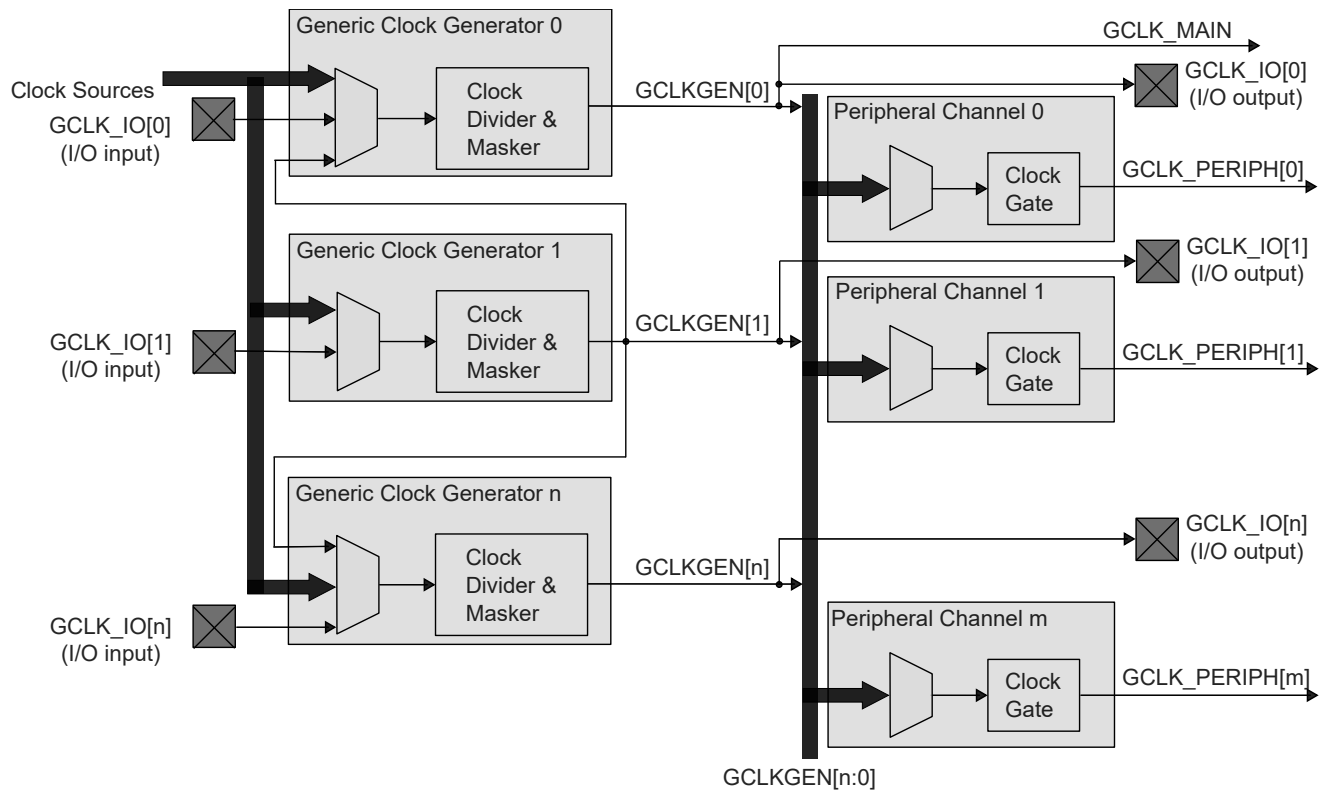 Generic Clock Generator 0
GCLK_MAIN
Clock Sources
GCLK_IO[0]
(I/O input)
Clock
Divider &
Masker
GCLKGEN[0]
GCLK_IO[0]
(I/O output)
Peripheral Channel 0
Clock
Gate
GCLK_PERIPH[0]
Generic Clock Generator 1
GCLK_IO[1]
(I/O output)
GCLK_IO[1]
(I/O input)
Clock
Divider &
Masker
GCLKGEN[1]
Peripheral Channel 1
Clock
Gate
GCLK_PERIPH[1]
Generic Clock Generator n
GCLK_IO[n]
(I/O input)
Clock
Divider &
Masker
GCLKGEN[n]
GCLK_IO[n]
(I/O output)
Peripheral Channel m
Clock
Gate
GCLK_PERIPH[m]
GCLKGEN[n:0]